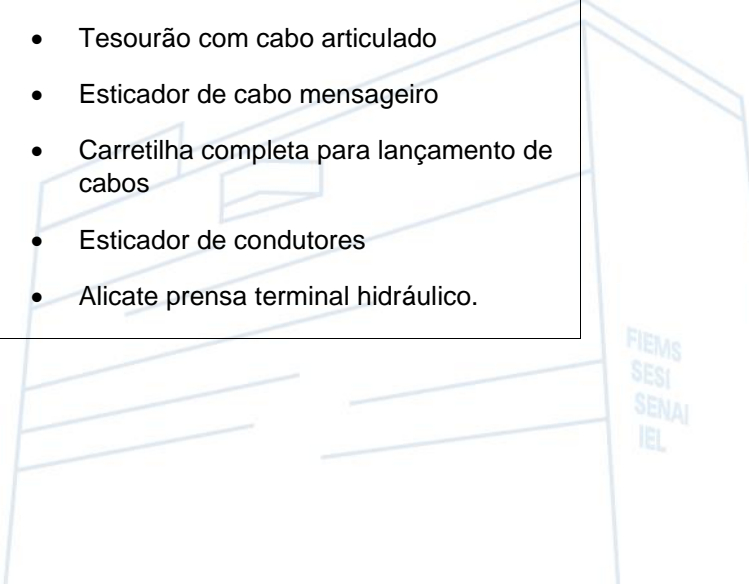 • Tesourão com cabo articulado
• Esticador de cabo mensageiro
• Carretilha completa para lançamento de
cabos
• Esticador de condutores
• Alicate prensa terminal hidráulico.
FIEMS
SESI
SENAI
IEL